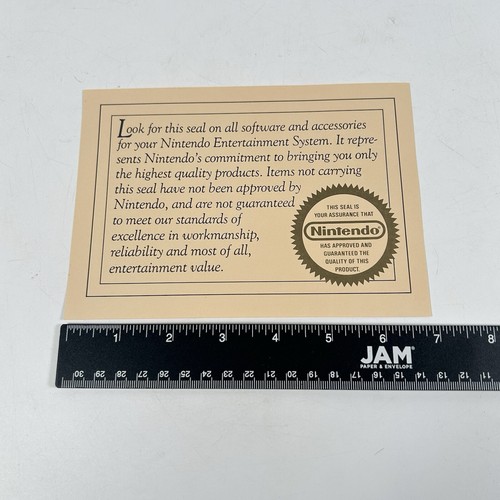 Look for this seal on all software and accessories
for your Nintendo Entertainment System. It repre-
sents Nintendo's commitment to bringing you only
the highest quality products. Items not carrying
this seal have not been approved by
Nintendo, and are not guaranteed
to meet our standards of
excellence in workmanship,
reliability and most of all,
entertainment value.
THIS SEAL IS
YOUR ASSURANCE THAT
Nintendo®
HAS APPROVED AND
GUARANTEED THE
QUALITY OF THIS
PRODUCT.
1 2 3 4 5 6 7 8
JAM®
PAPER & ENVELOPE
30 29 28 27 26 25 24 23 22 21 20 19 18 17 16 15 14 13 12 11